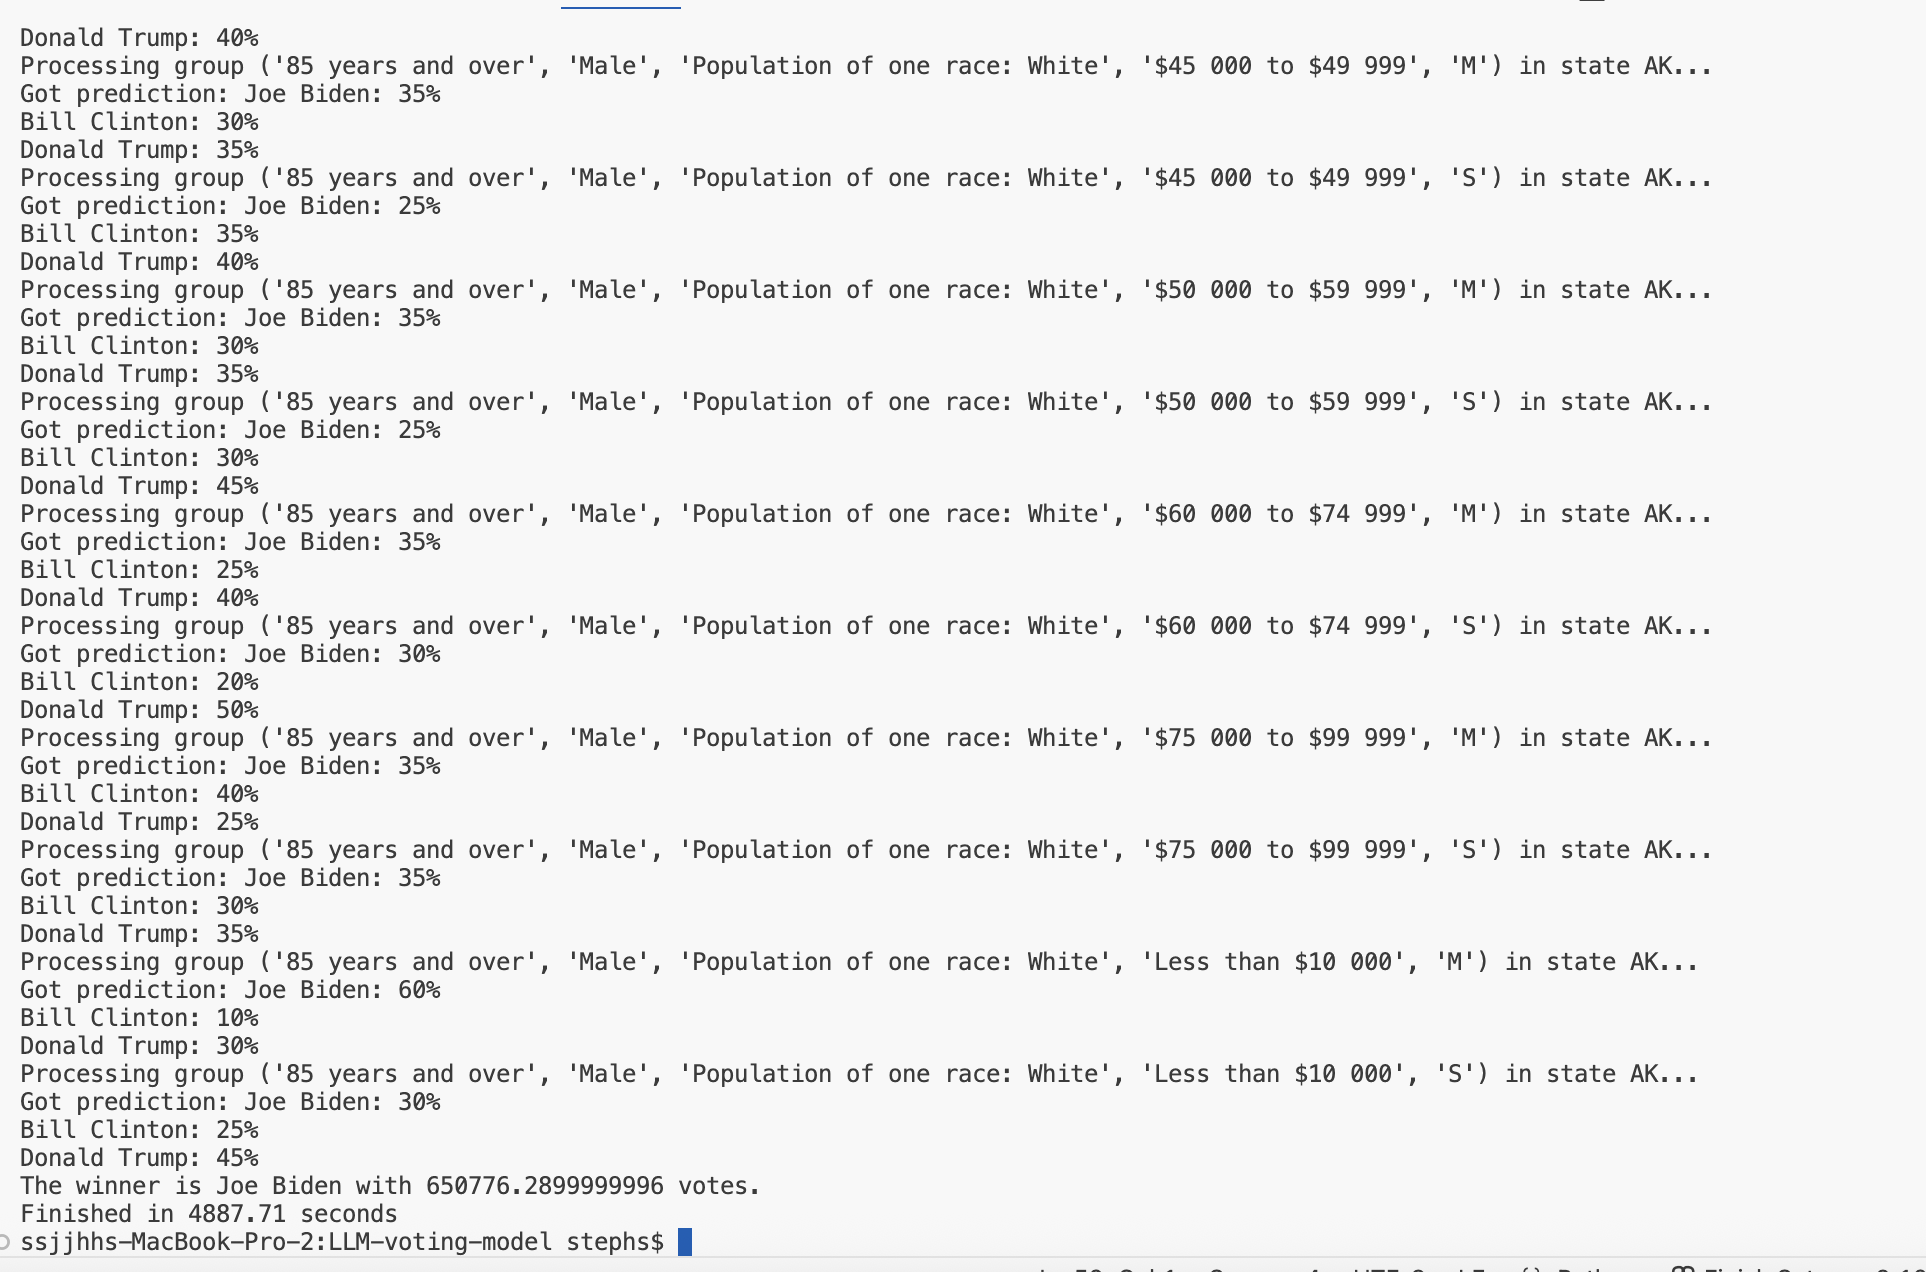 Donald Trump: 40%
Processing group ('85 years and over', 'Male', 'Population of one race: White', '$45 000 to $49 999', 'M') in state AK...
Got prediction: Joe Biden: 35%
Bill Clinton: 30%
Donald Trump: 35%
Processing group ('85 years and over', 'Male', 'Population of one race: White', '$45 000 to $49 999', 'S') in state AK...
Got prediction: Joe Biden: 25%
Bill Clinton: 35%
Donald Trump: 40%
Processing group ('85 years and over', 'Male', 'Population of one race: White', '$50 000 to $59 999', 'M') in state AK...
Got prediction: Joe Biden: 35%
Bill Clinton: 30%
Donald Trump: 35%
Processing group ('85 years and over', 'Male', 'Population of one race: White', '$50 000 to $59 999', 'S') in state AK...
Got prediction: Joe Biden: 25%
Bill Clinton: 30%
Donald Trump: 45%
Processing group ('85 years and over', 'Male', 'Population of one race: White', '$60 000 to $74 999', 'M') in state AK...
Got prediction: Joe Biden: 35%
Bill Clinton: 25%
Donald Trump: 40%
Processing group ('85 years and over', 'Male', 'Population of one race: White', '$60 000 to $74 999', 'S') in state AK...
Got prediction: Joe Biden: 30%
Bill Clinton: 20%
Donald Trump: 50%
Processing group ('85 years and over', 'Male', 'Population of one race: White', '$75 000 to $99 999', 'M') in state AK...
Got prediction: Joe Biden: 35%
Bill Clinton: 40%
Donald Trump: 25%
Processing group ('85 years and over', 'Male', 'Population of one race: White', '$75 000 to $99 999', 'S') in state AK...
Got prediction: Joe Biden: 35%
Bill Clinton: 30%
Donald Trump: 35%
Processing group ('85 years and over', 'Male', 'Population of one race: White', 'Less than $10 000', 'M') in state AK...
Got prediction: Joe Biden: 60%
Bill Clinton: 10%
Donald Trump: 30%
Processing group ('85 years and over', 'Male', 'Population of one race: White', 'Less than $10 000', 'S') in state AK...
Got prediction: Joe Biden: 30%
Bill Clinton: 25%
Donald Trump: 45%
The winner is Joe Biden with 650776.2899999996 votes.
Finished in 4887.71 seconds
ssjjhhs-MacBook-Pro-2:LLM-voting-model stephs$